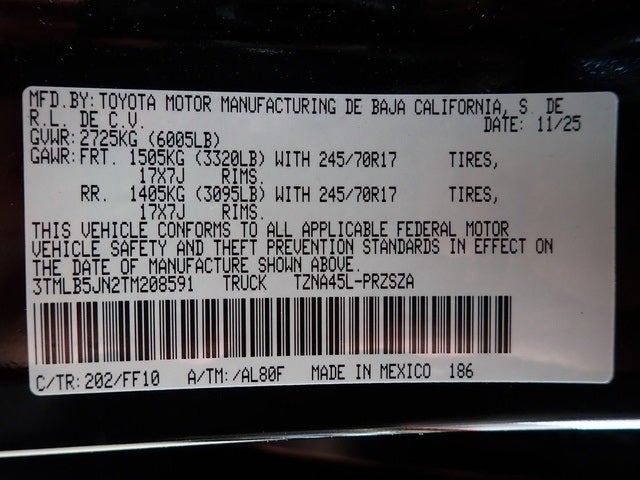 MFD.BY: TOYOTA MOTOR MANUFACTURING DE BAJA CALIFORNIA, S. DE
R.L. DE C.V. DATE: 11/25
GVWR: 2725KG (6005LB)
GAWR: FRT. 1505KG (3320LB) WITH 245/70R17 TIRES,
17X7J RIMS.
RR. 1405KG (3095LB) WITH 245/70R17 TIRES,
17X7J RIMS.
THIS VEHICLE CONFORMS TO ALL APPLICABLE FEDERAL MOTOR
VEHICLE SAFETY AND THEFT PREVENTION STANDARDS IN EFFECT ON
THE DATE OF MANUFACTURE SHOWN ABOVE.
3TMLB5JN2TM208591 TRUCK TZNA45L-PRZSZA
C/TR: 202/FF10 A/TM: /AL80F MADE IN MEXICO 186